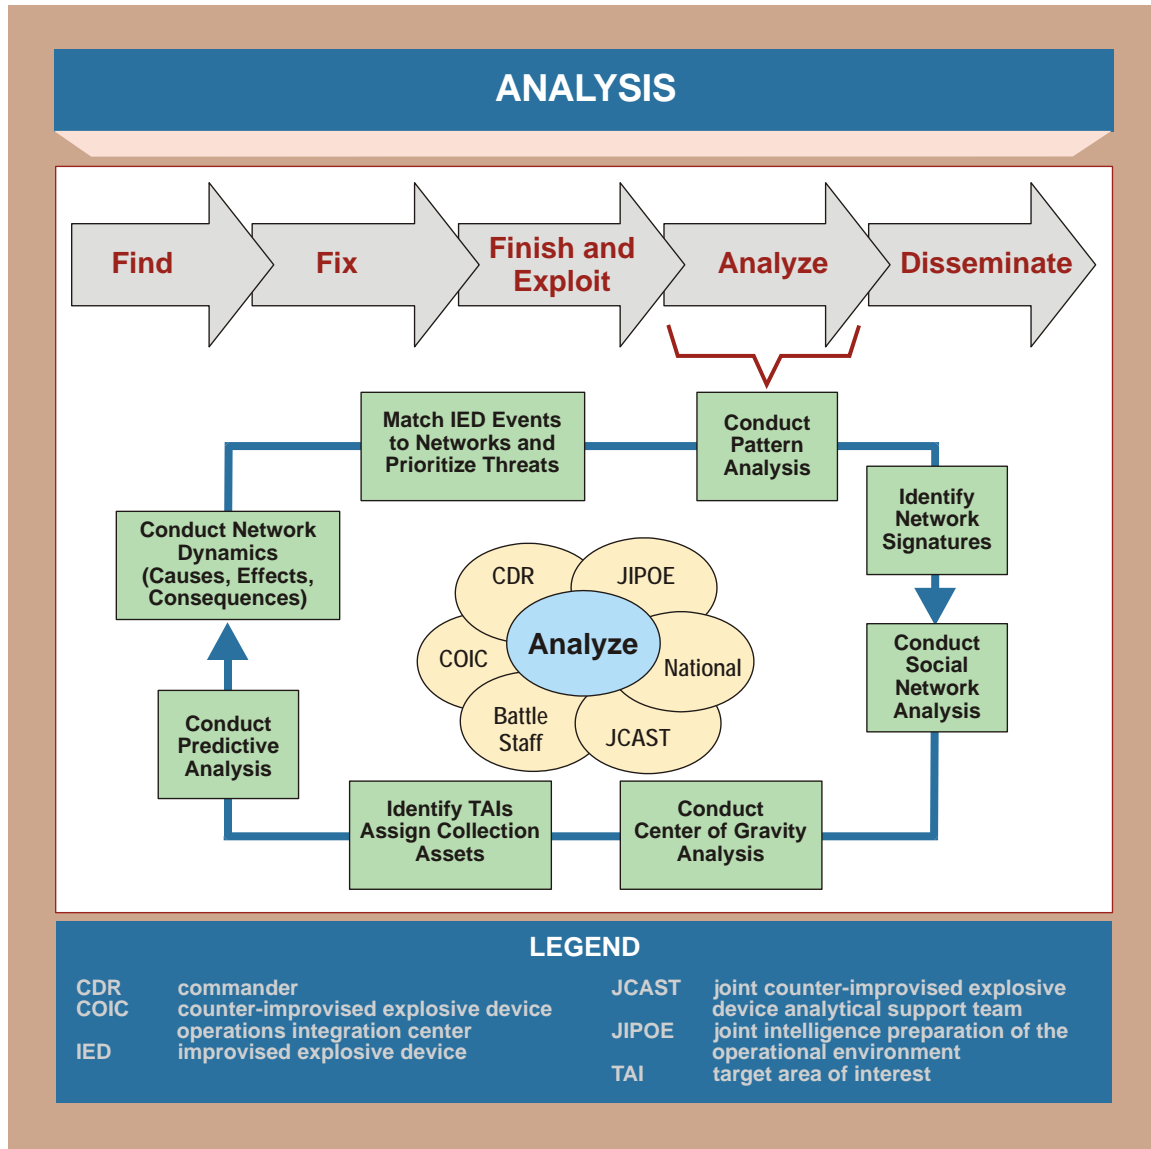 ANALYSIS
Find
Fix
Finish and
Exploit
Analyze
Disseminate
Match IED Events
to Networks and
Prioritize Threats
Conduct
Pattern
Analysis
Identify
Network
Signatures
Conduct Network
Dynamics
(Causes, Effects,
Consequences)
CDR
JIPOE
Analyze
COIC
National
Battle
Staff
JCAST
Conduct
Social
Network
Analysis
Conduct
Predictive
Analysis
Identify TAIs
Assign Collection
Assets
Conduct
Center of Gravity
Analysis
LEGEND
CDR commander
COIC counter-improvised explosive device
operations integration center
IED improvised explosive device
JCAST joint counter-improvised explosive
device analytical support team
JIPOE joint intelligence preparation of the
operational environment
TAI target area of interest